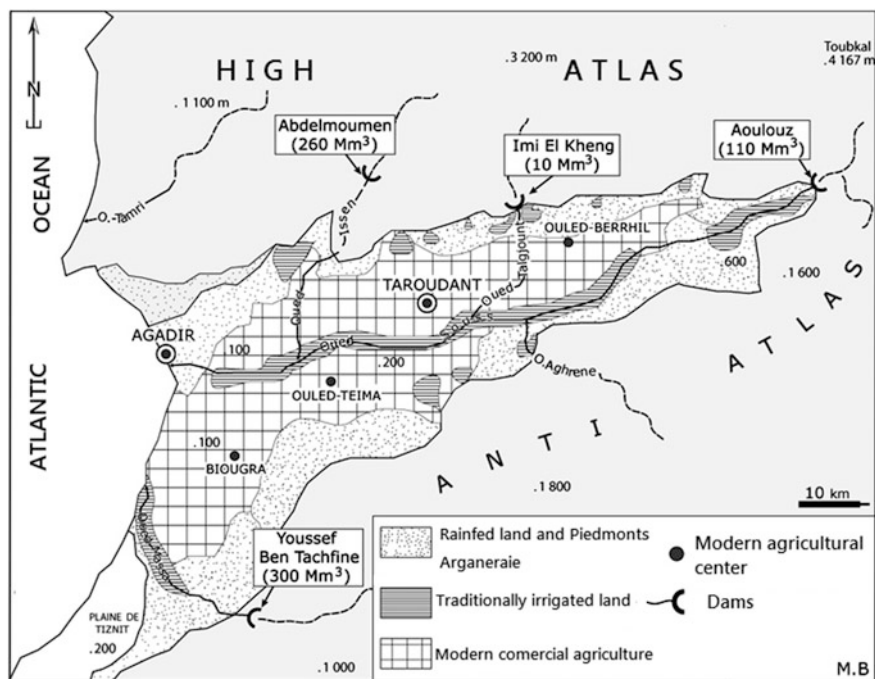 HIGH ATLAS
Toubkal
.4 167 m
.3 200 m
.1 100 m
N
Abdelmoumen
(260 Mm³)
Imi El Kheng
(10 Mm³)
Aoulouz
(110 Mm³)
OCEAN
O.-Tamri
Issen
OULED-BERRHIL
Talgjount
Oued
TAROUDANT
.600
.1 600
Oued
AGADIR
.100
Oued
.200
O.Aghrene
OULED-TEIMA
ATLANTIC
ANTI ATLAS
.100
BIOUGRA
.1 800
10 km
Youssef
Ben Tachfine
(300 Mm³)
PLAINE DE
TIZNIT
.200
.1 000
Rainfed land and Piedmonts
Arganeraie
Modern agricultural
center
Traditionally irrigated land
Dams
Modern comercial agriculture
M.B